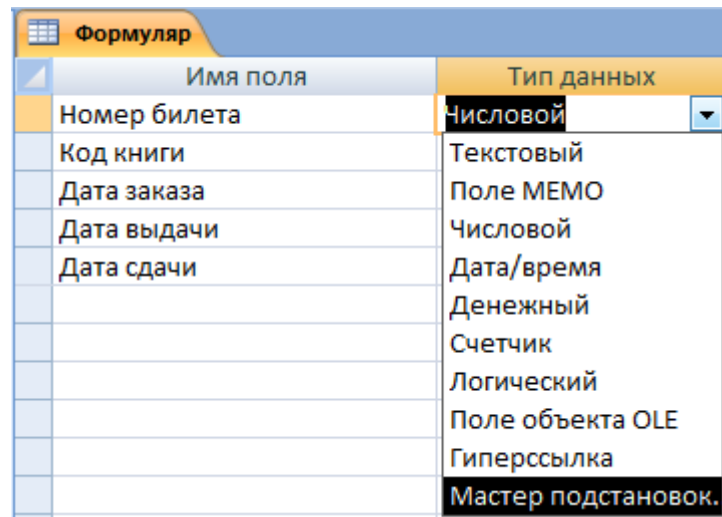 Формуляр
Имя поля Тип данных
Номер билета Числовой
Код книги Текстовый
Дата заказа Поле MEMO
Дата выдачи Числовой
Дата сдачи Дата/время
Денежный
Счетчик
Логический
Поле объекта OLE
Гиперссылка
Мастер подстановок.